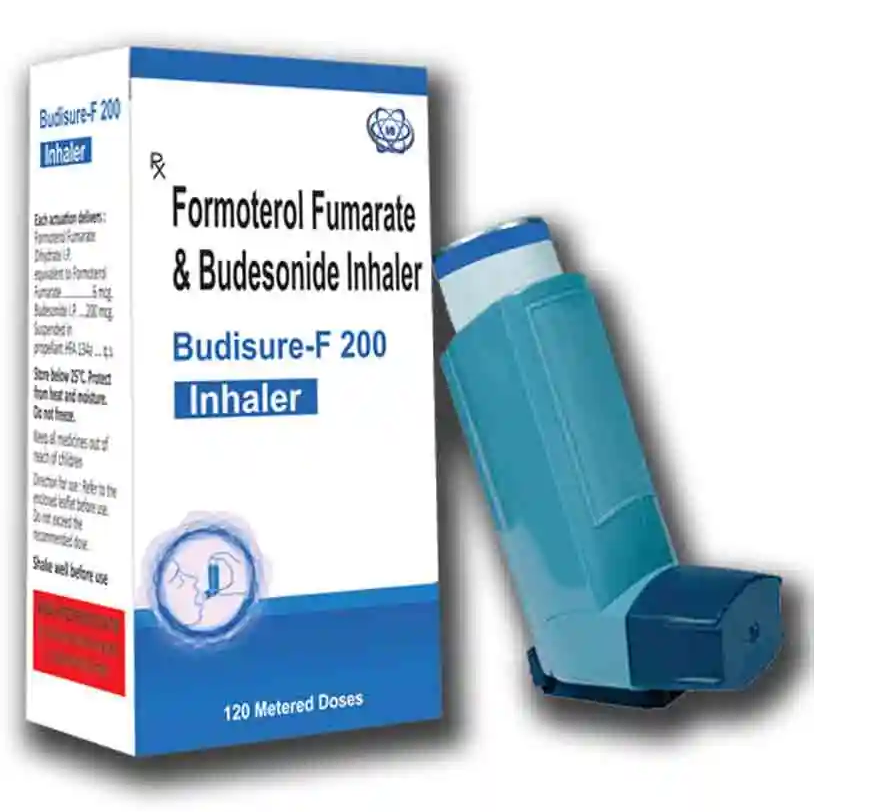 Budisure-F 200
Inhaler
Each actuation delivers :
Formoterol Fumarate
Dihydrate I.P.
equivalent to Formoterol
Fumarate.............6 mcg.
Budesonide I.P. ...200 mcg.
Suspended in
propellant HFA 134a ... q.s.
Store below 25°C. Protect
from heat and moisture.
Do not freeze.
Keep all medicines out of
reach of children
Direction for use : Refer to the
enclosed leaflet before use.
Do not exceed the
recommended dose.
Shake well before use
Rx
Formoterol Fumarate
& Budesonide Inhaler
Budisure-F 200
Inhaler
120 Metered Doses